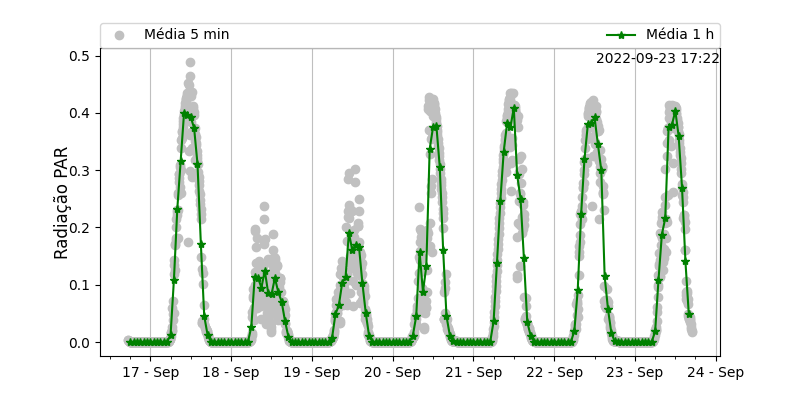 Média 5 min
Média 1 h
2022-09-23 17:22
Radiação PAR
0.5
0.4
0.3
0.2
0.1
0.0
17 - Sep
18 - Sep
19 - Sep
20 - Sep
21 - Sep
22 - Sep
23 - Sep
24 - Sep